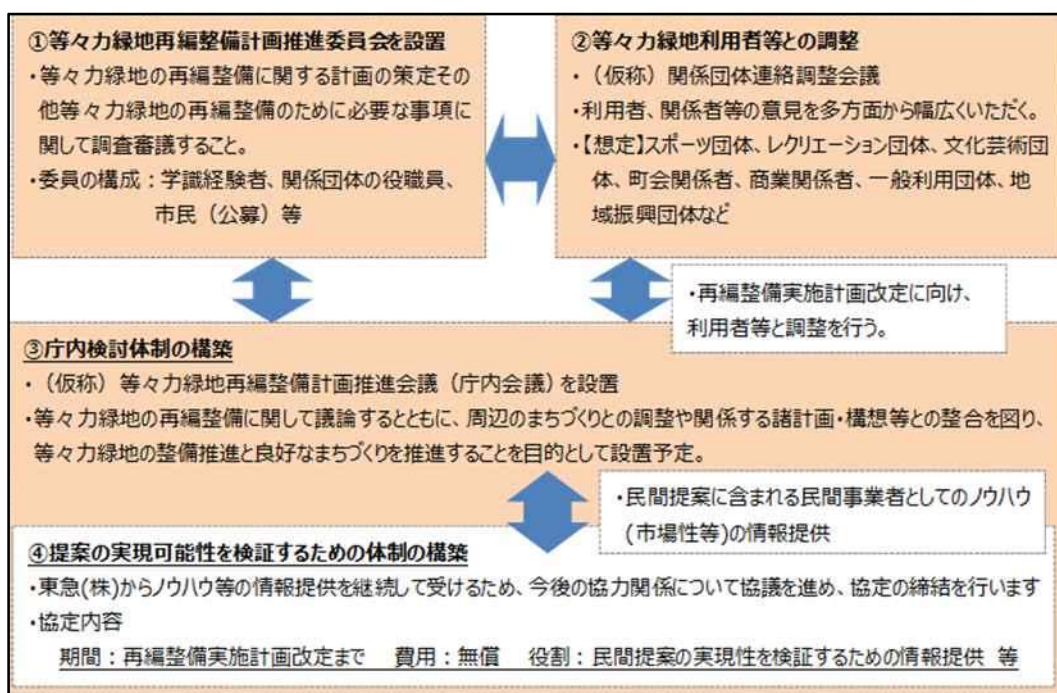 ①等々力緑地再編整備計画推進委員会を設置
・等々力緑地の再編整備に関する計画の策定その
他等々力緑地の再編整備のために必要な事項に
関して調査審議すること。
・委員の構成：学識経験者、関係団体の役職員、
市民（公募）等
②等々力緑地利用者等との調整
・（仮称）関係団体連絡調整会議
・利用者、関係者等の意見を多方面から幅広くいただく。
・【想定】スポーツ団体、レクリエーション団体、文化芸術団
体、町会関係者、商業関係者、一般利用団体、地
域振興団体など
・再編整備実施計画改定に向け、
利用者等と調整を行う。
③庁内検討体制の構築
・（仮称）等々力緑地再編整備計画推進会議（庁内会議）を設置
・等々力緑地の再編整備に関して議論するとともに、周辺のまちづくりとの調整や関係する諸計画・構想等との整合を図り、
等々力緑地の整備推進と良好なまちづくりを推進することを目的として設置予定。
・民間提案に含まれる民間事業者としてのノウハウ
(市場性等)の情報提供
④提案の実現可能性を検証するための体制の構築
・東急(株)からノウハウ等の情報提供を継続して受けるため、今後の協力関係について協議を進め、協定の締結を行います
・協定内容
期間：再編整備実施計画改定まで　費用：無償　役割：民間提案の実現性を検証するための情報提供 等